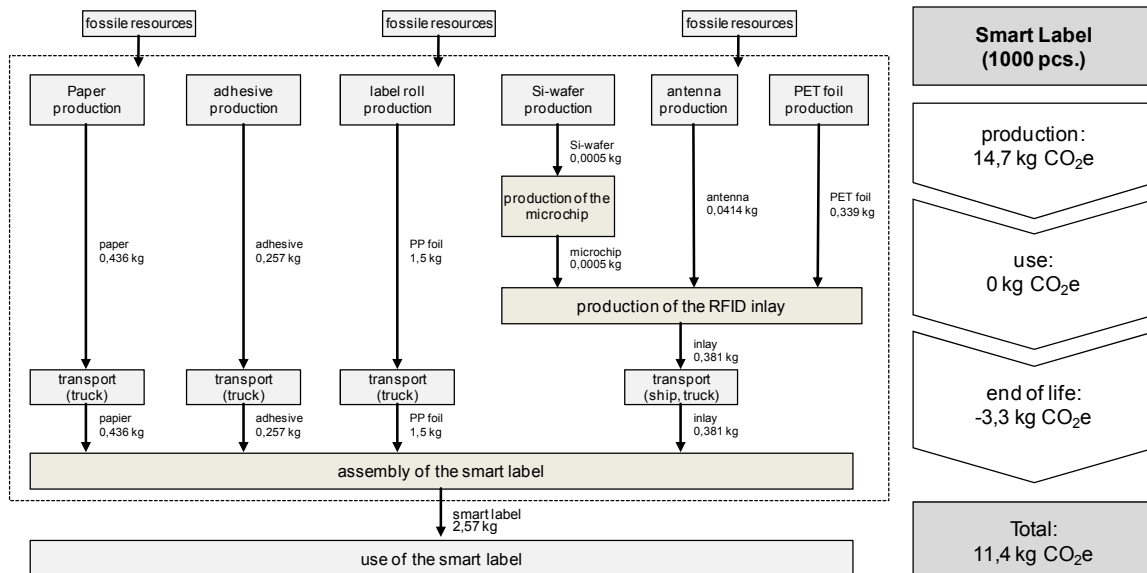 fossile resources
fossile resources
fossile resources
Paper
production
adhesive
production
label roll
production
Si-wafer
production
antenna
production
PET foil
production
Si-wafer
0,0005 kg
production of the
microchip
antenna
0,0414 kg
PET foil
0,339 kg
paper
0,436 kg
adhesive
0,257 kg
PP foil
1,5 kg
microchip
0,0005 kg
production of the RFID inlay
inlay
0,381 kg
transport
(truck)
transport
(truck)
transport
(truck)
transport
(ship, truck)
papier
0,436 kg
adhesive
0,257 kg
PP foil
1,5 kg
inlay
0,381 kg
assembly of the smart label
smart label
2,57 kg
use of the smart label
Smart Label
(1000 pcs.)
production:
14,7 kg CO₂e
use:
0 kg CO₂e
end of life:
-3,3 kg CO₂e
Total:
11,4 kg CO₂e